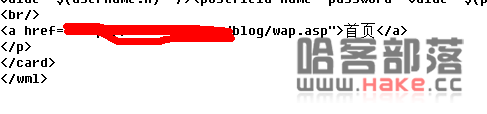 <br/>
<a href= /blog/wap.asp">首页</a>
</p>
</card>
</wml>
哈客部落
www.Hake.cc